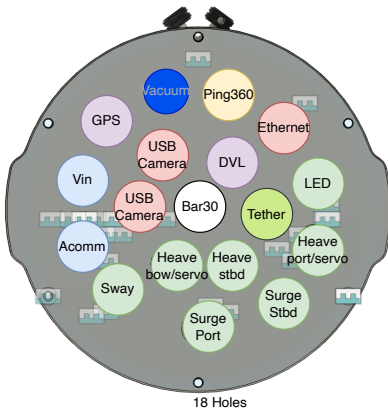 Vacuum
Ping360
GPS
Ethernet
USB
Camera
DVL
Vin
LED
USB
Camera
Bar30
Tether
Acomm
Heave
bow/servo
Heave
stbd
Heave
port/servo
Sway
Surge
Stbd
Surge
Port
18 Holes